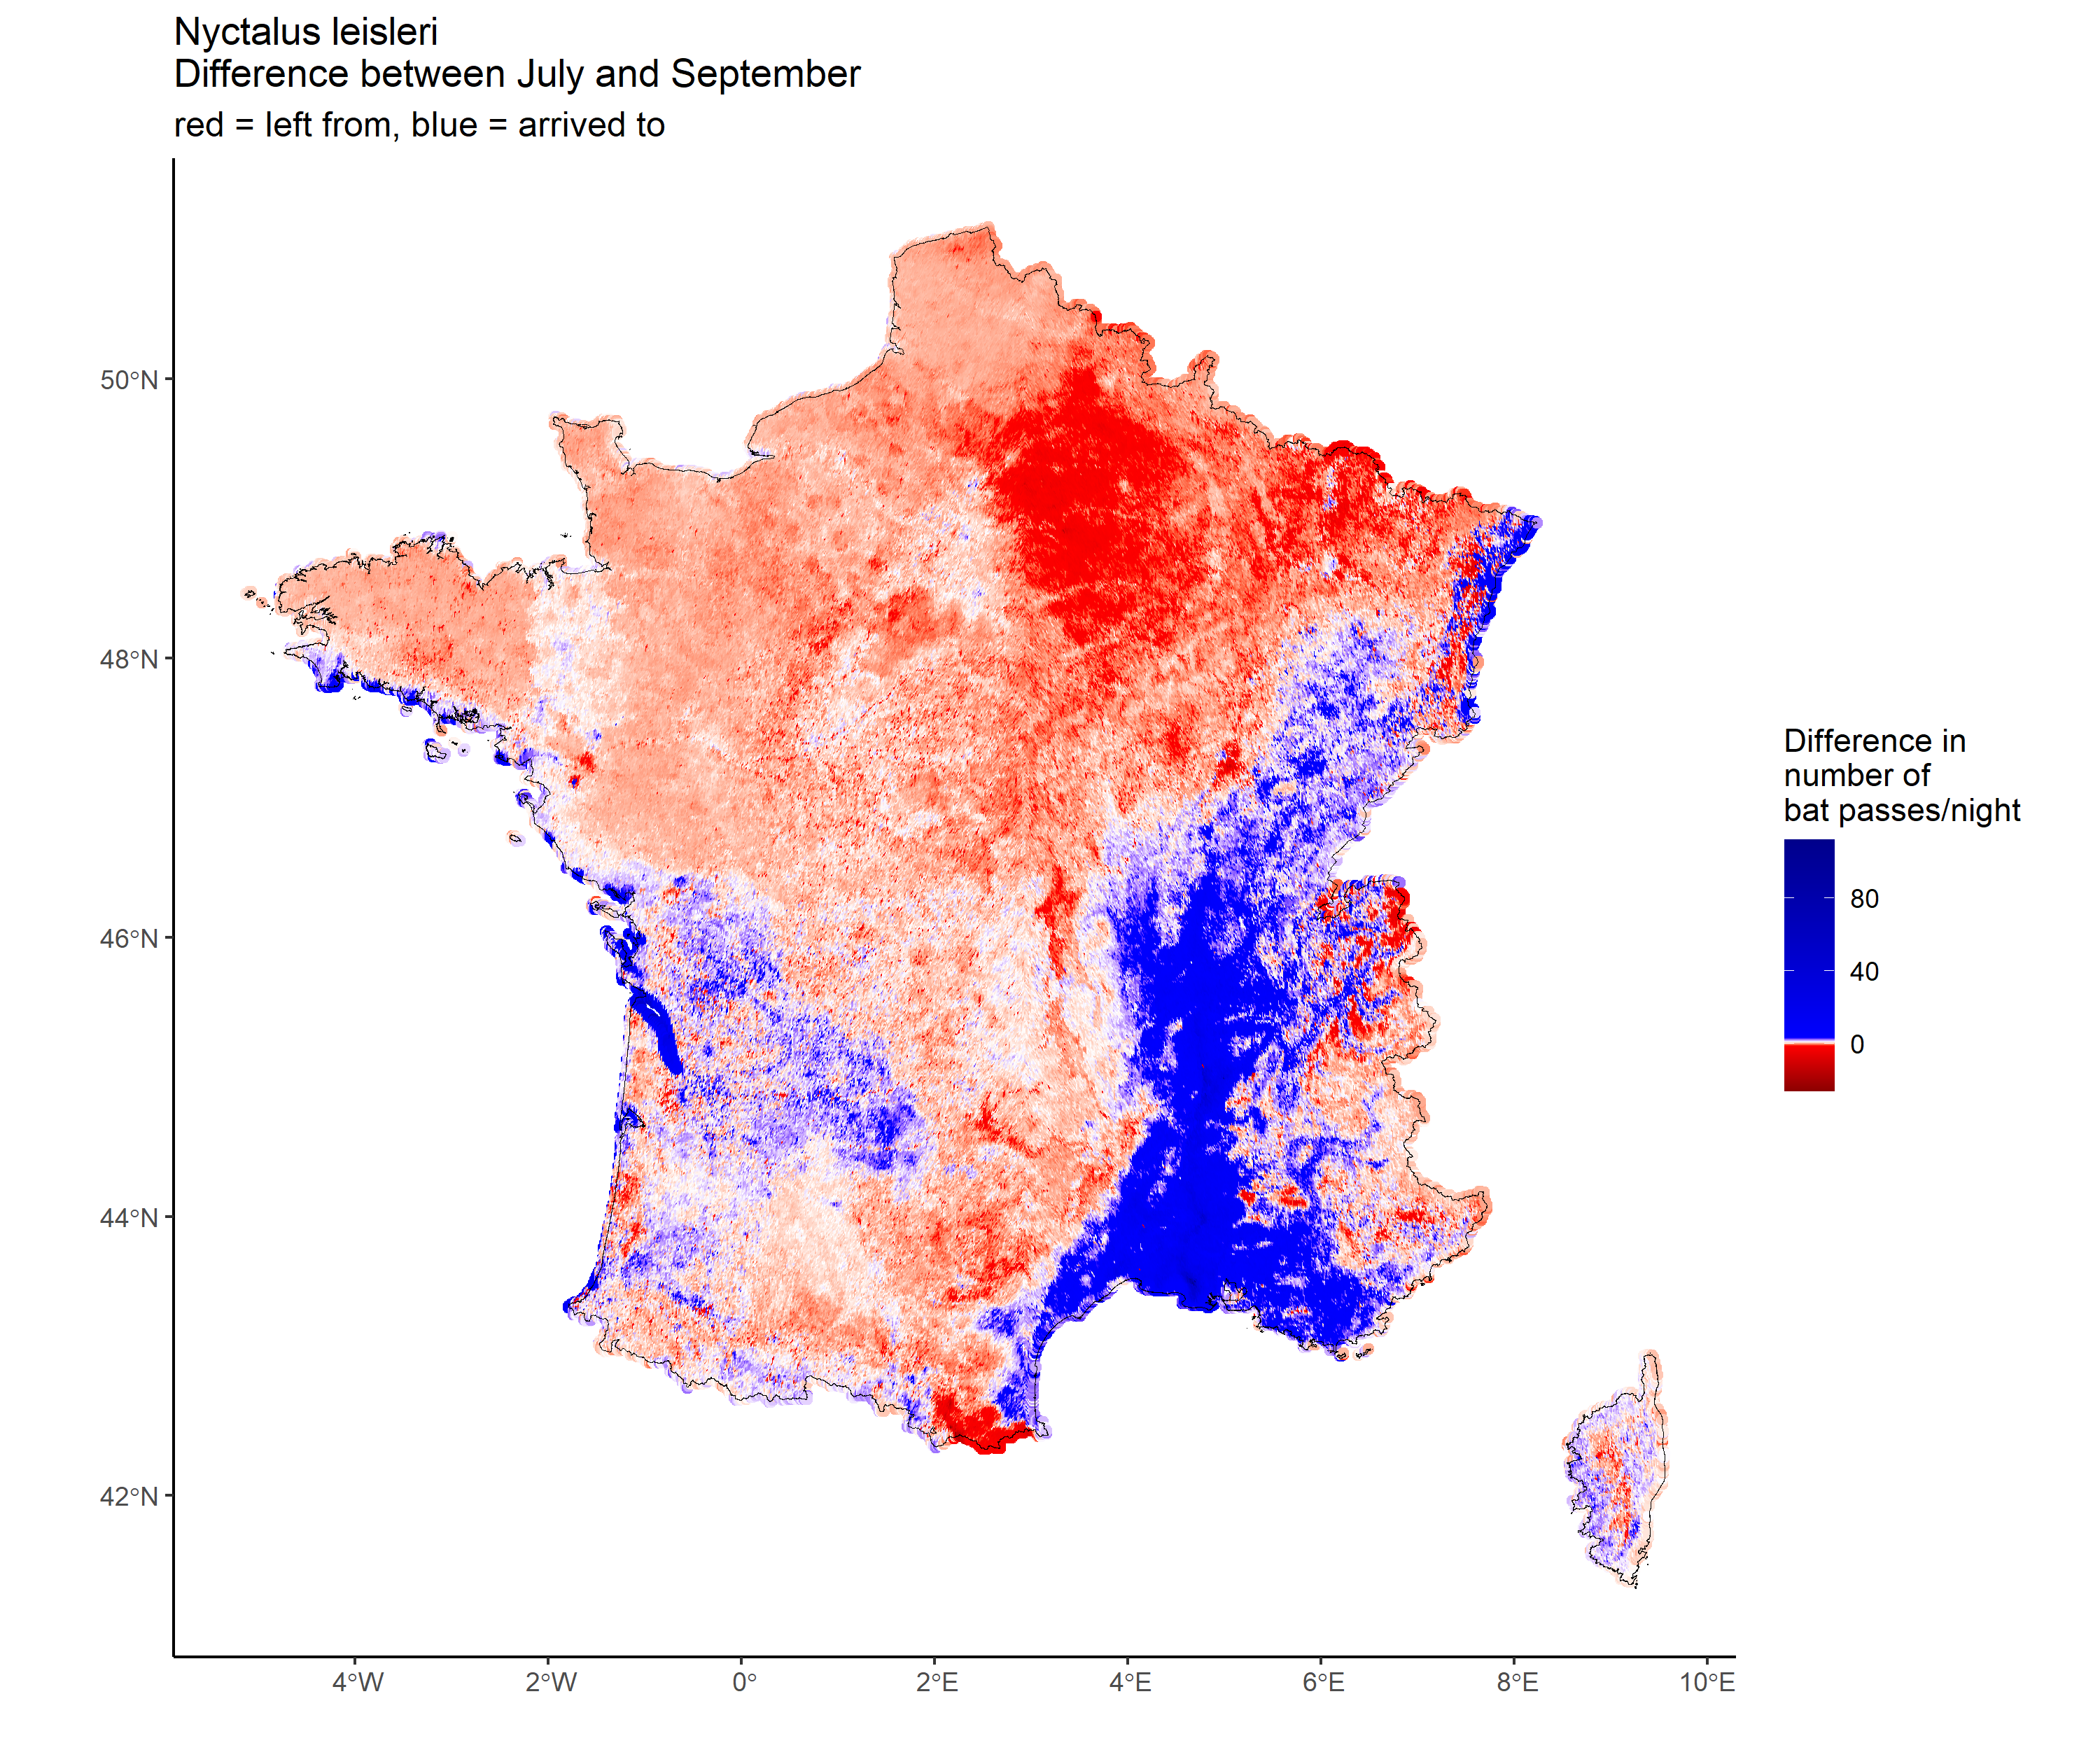 Nyctalus leisleri
Difference between July and September
red = left from, blue = arrived to
50°N
48°N
46°N
44°N
42°N
4°W
2°W
0°
2°E
4°E
6°E
8°E
10°E
Difference in
number of
bat passes/night
80
40
0